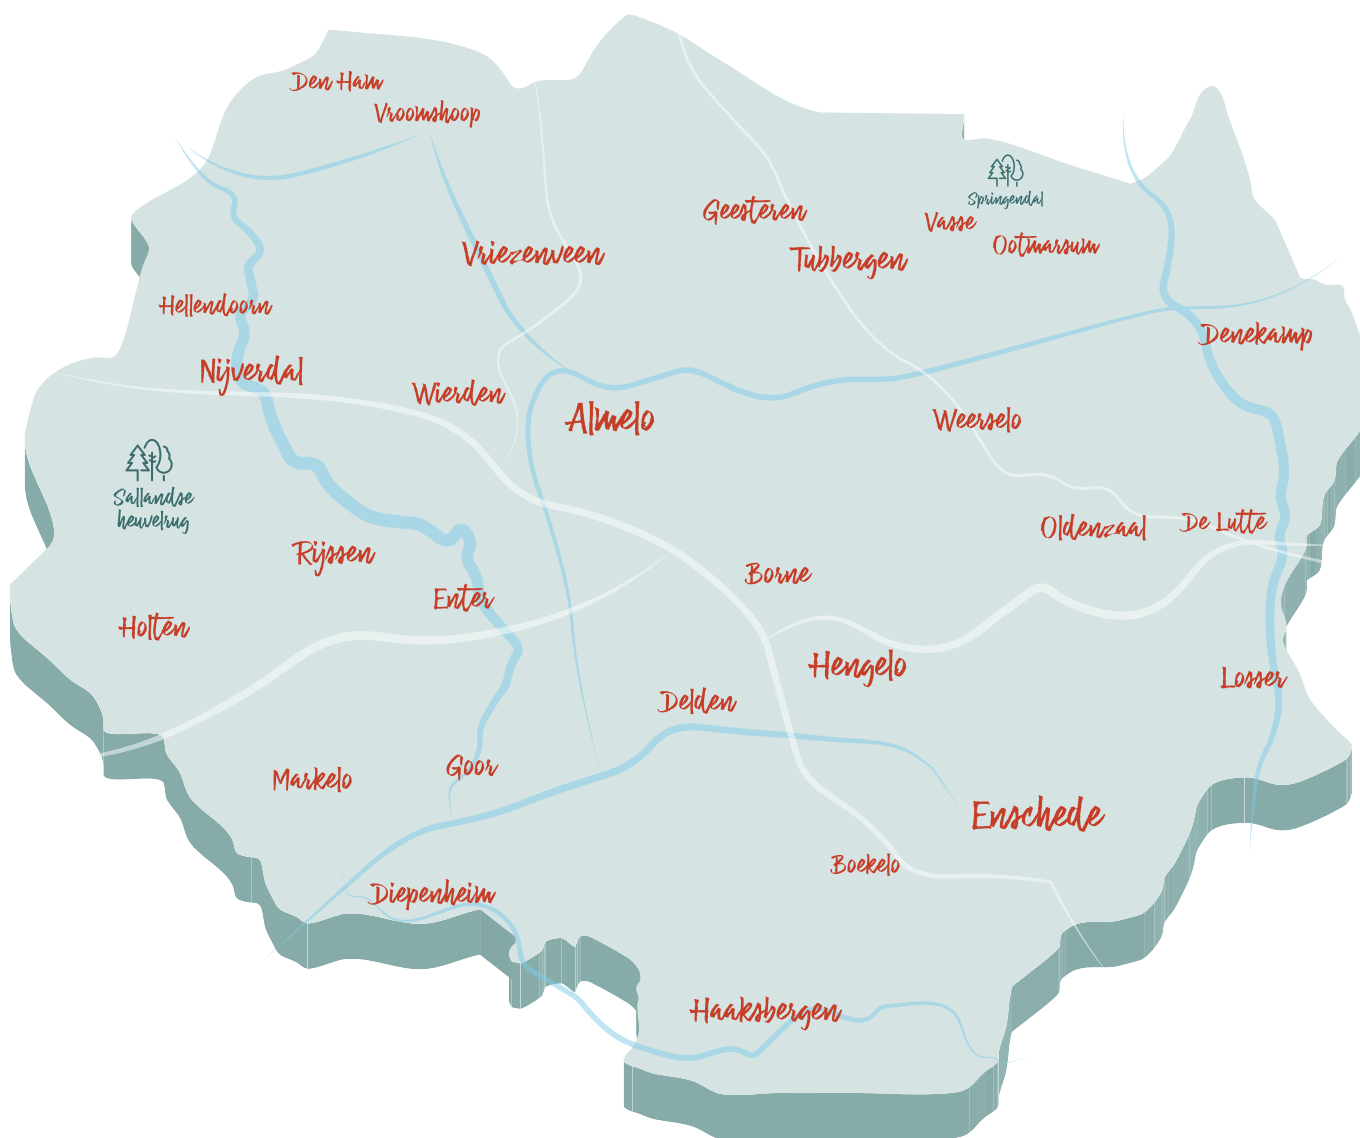 Den Ham
Vroomshoop
Springendal
Geesteren
Vasse
Ootmarsum
Vriezenveen
Tubbergen
Hellendoorn
Denekamp
Nijverdal
Wierden
Almelo
Weerselo
Sallandse
heuvelrug
Oldenzaal
De Lutte
Rijssen
Borne
Enter
Holten
Hengelo
Losser
Delden
Goor
Markelo
Enschede
Boekelo
Diepenheim
Haaksbergen